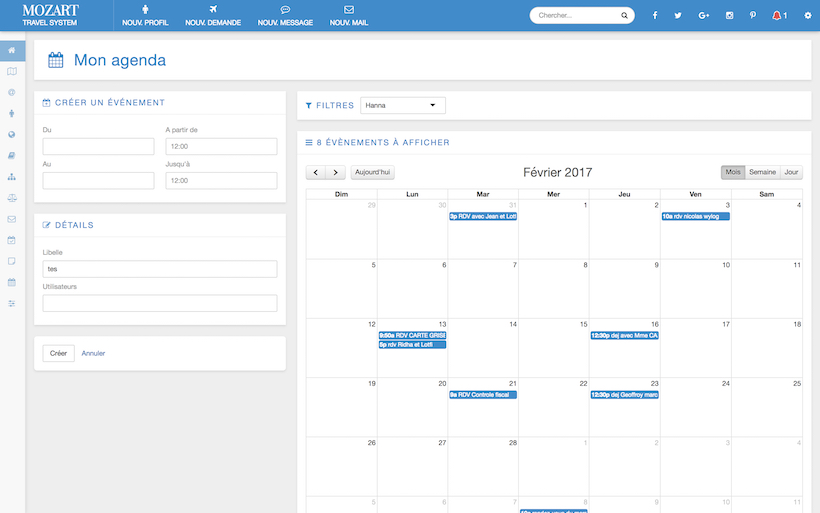 MOZART
TRAVEL SYSTEM
NOUV. PROFIL
NOUV. DEMANDE
NOUV. MESSAGE
NOUV. MAIL
Chercher...
1
Mon agenda
CRÉER UN ÉVÈNEMENT
Du
A partir de
12:00
Au
Jusqu'à
12:00
DÉTAILS
Libelle
tes
Utilisateurs
Créer
Annuler
FILTRES
Hanna
8 ÉVÈNEMENTS À AFFICHER
Aujourd'hui
Février 2017
Mois Semaine Jour
Dim Lun Mar Mer Jeu Ven Sam
29 30 31 1 2 3 4
3p RDV avec Jean et Lotfi
10a rdv nicolas wylog
5 6 7 8 9 10 11
12 13 14 15 16 17 18
9:50a RDV CARTE GRISE
5p rdv Ridha et Lotfi
12:30p dej avec Mme CA
19 20 21 22 23 24 25
9a RDV Controle fiscal
12:30p dej Geoffroy marc
26 27 28 1 2 3 4
5 6 7 8 9 10 11